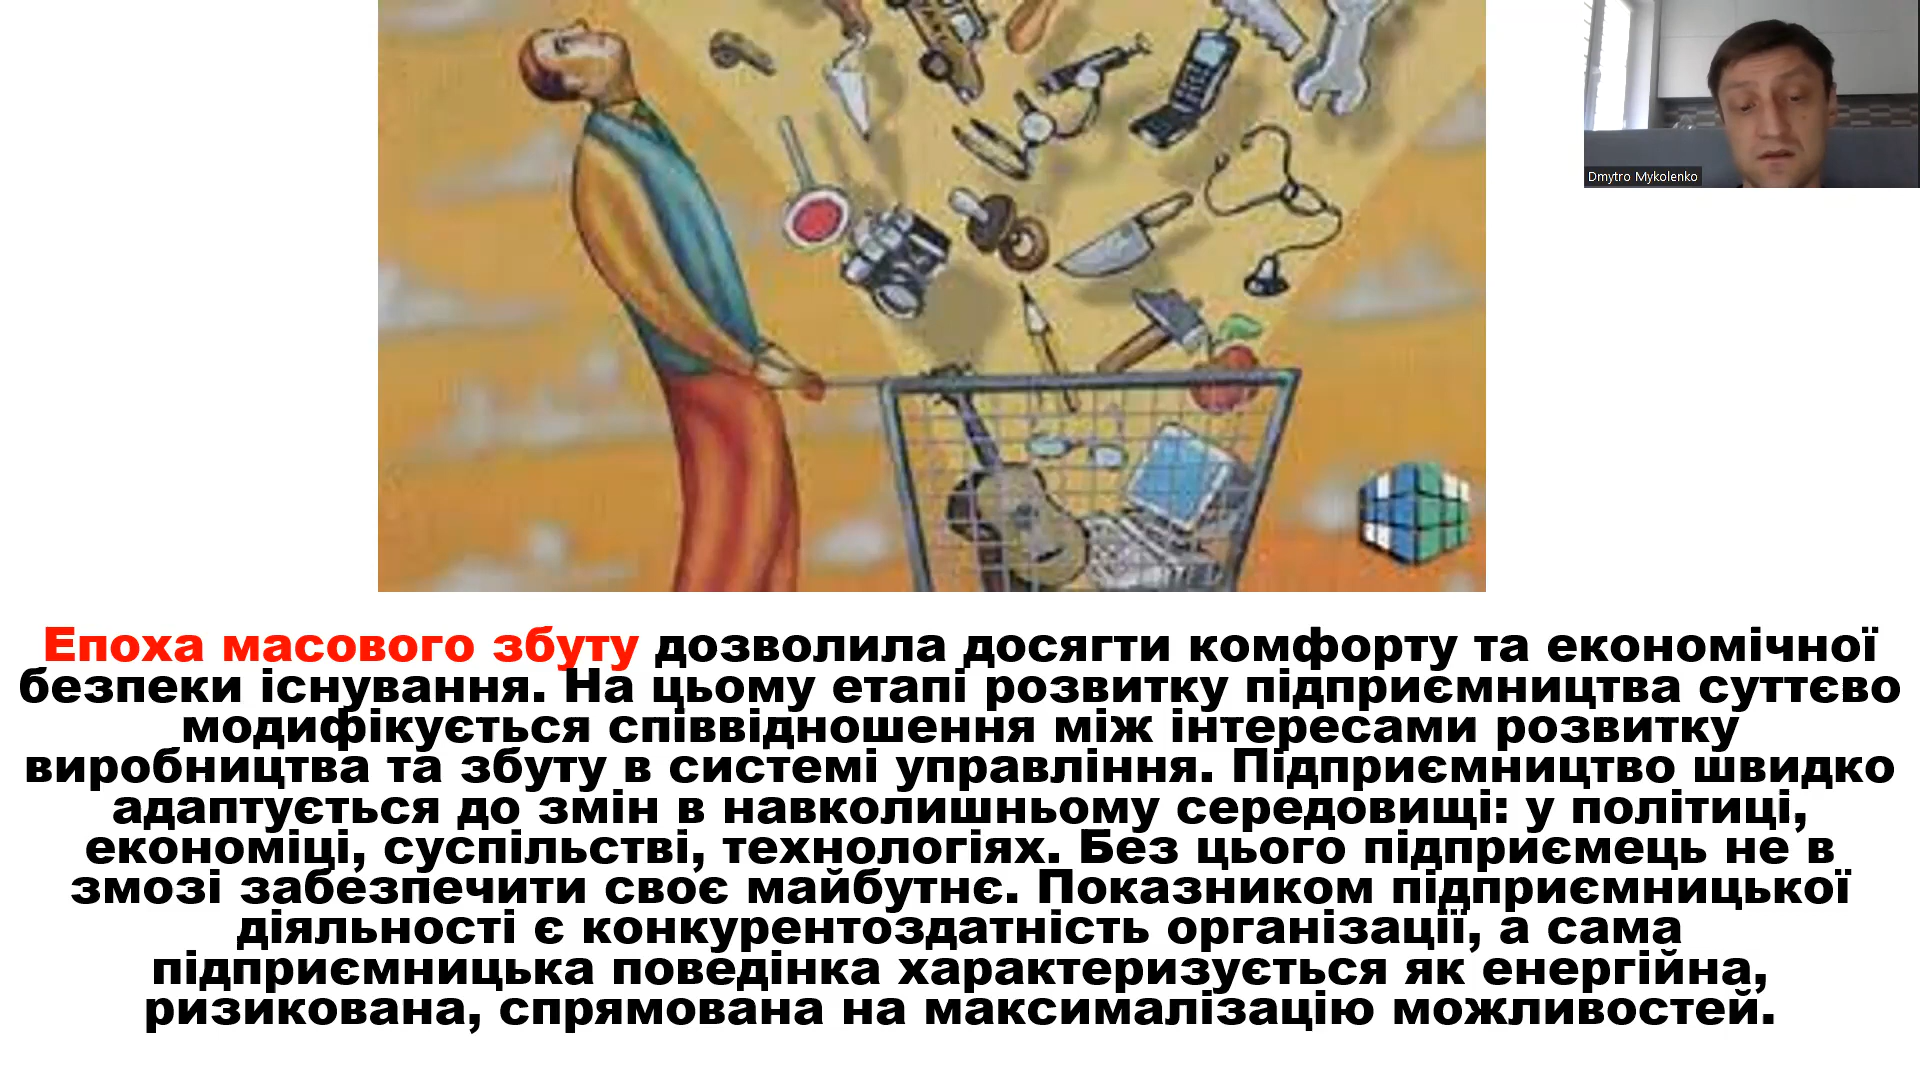 Dmytro Mykolenko
Епоха масового збуту дозволила досягти комфорту та економічної
безпеки існування. На цьому етапі розвитку підприємництва суттєво
модифікується співвідношення між інтересами розвитку
виробництва та збуту в системі управління. Підприємництво швидко
адаптується до змін в навколишньому середовищі: у політиці,
економіці, суспільстві, технологіях. Без цього підприємець не в
змозі забезпечити своє майбутнє. Показником підприємницької
діяльності є конкурентоздатність організації, а сама
підприємницька поведінка характеризується як енергійна,
ризикована, спрямована на максималізацію можливостей.